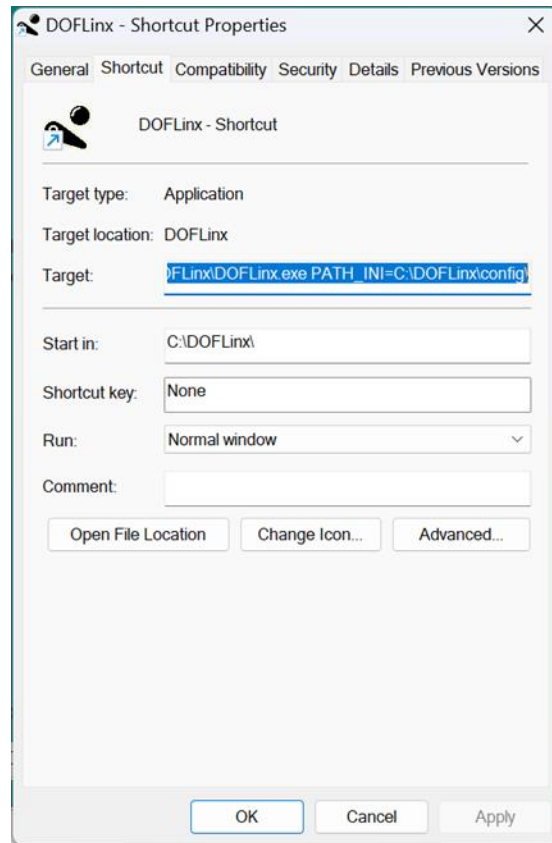 DOFLinx - Shortcut Properties
General Shortcut Compatibility Security Details Previous Versions
DOFLinx - Shortcut
Target type: Application
Target location: DOFLinx
Target: FLinx\DOFLinx.exe PATH_INI=C:\DOFLinx\config\
Start in: C:\DOFLinx\
Shortcut key: None
Run: Normal window
Comment:
Open File Location Change Icon... Advanced...
OK Cancel Apply